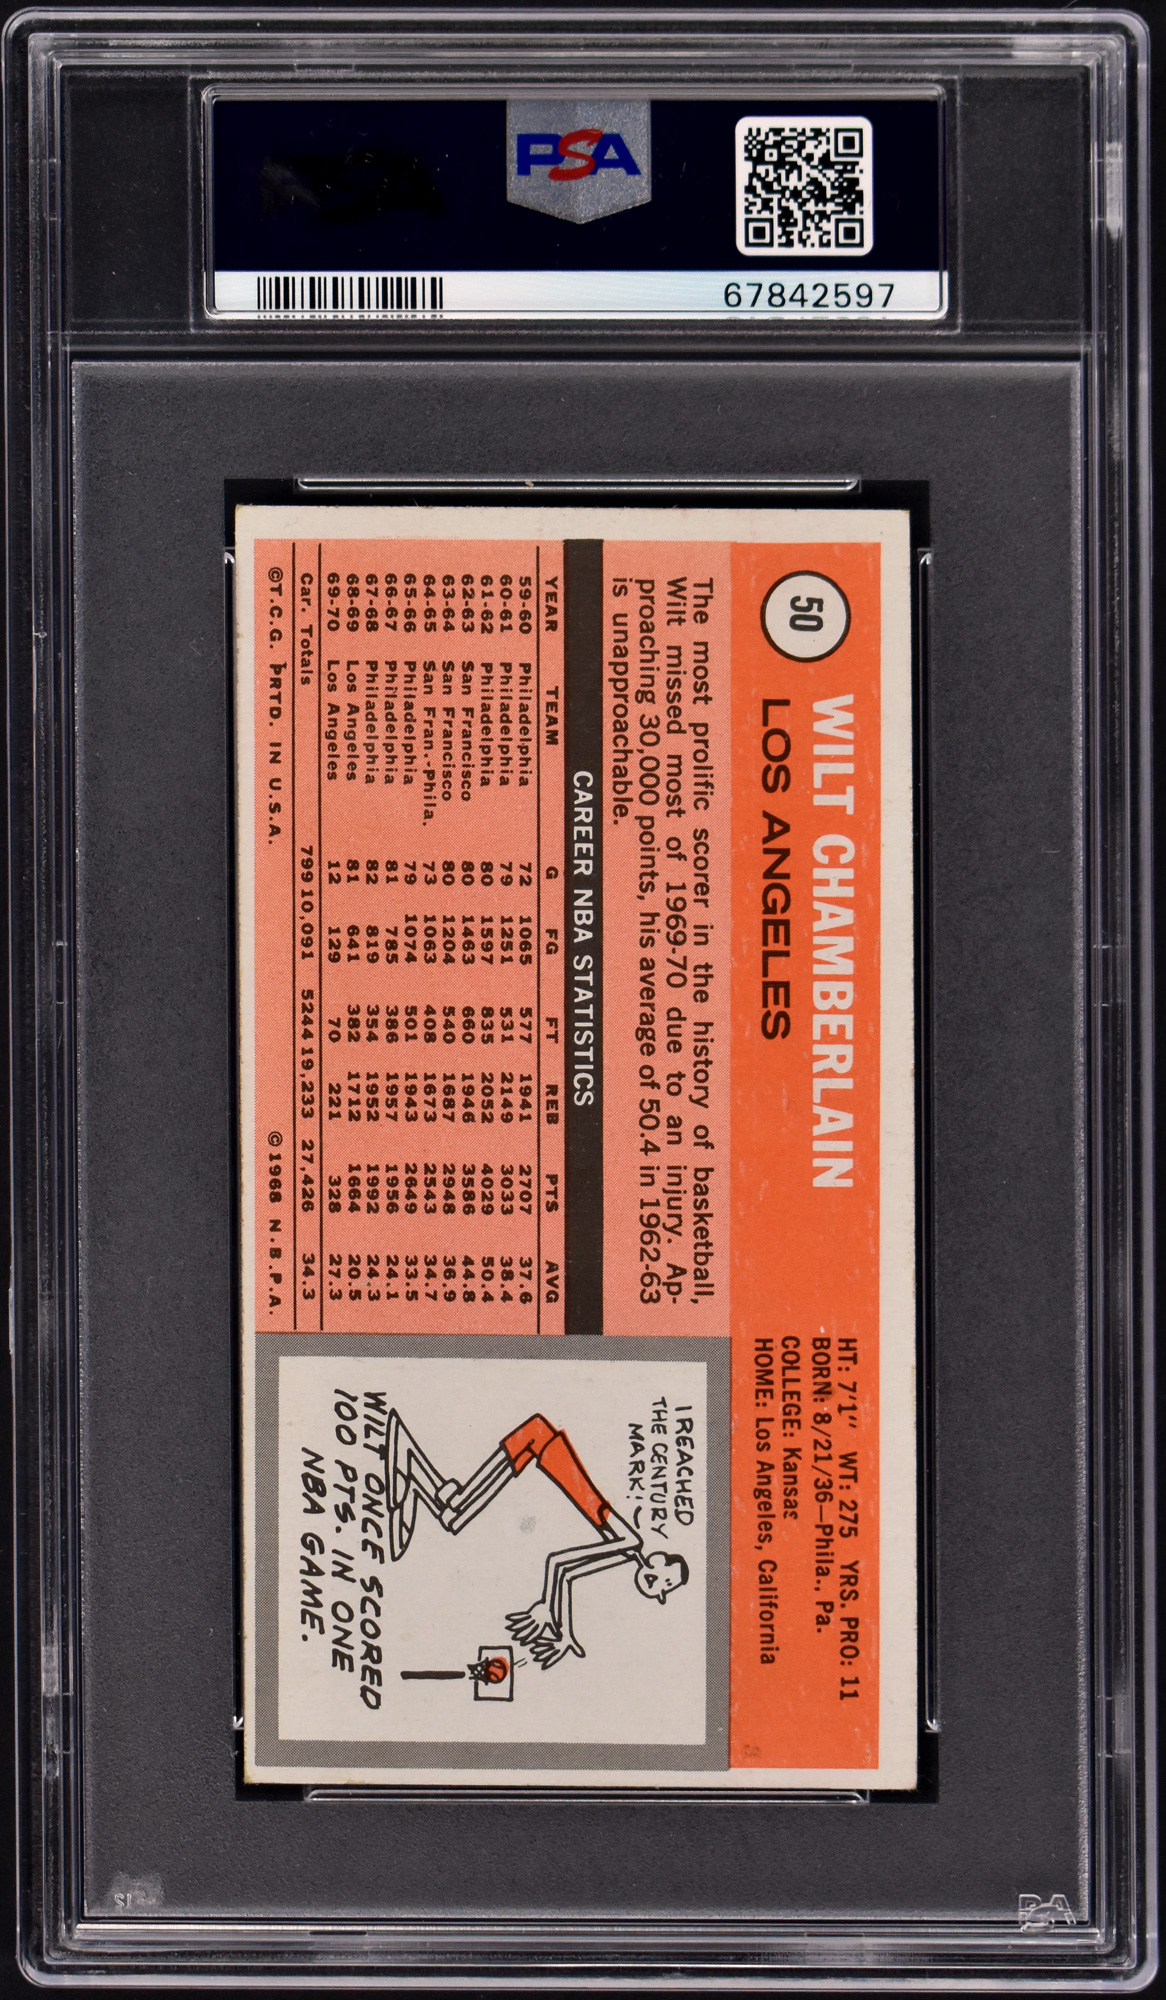 PSA
67842597
50
WILT CHAMBERLAIN
LOS ANGELES
HT: 7'1" WT: 275 YRS. PRO: 11
BORN: 8/21/36—Phila., Pa.
COLLEGE: Kansas
HOME: Los Angeles, California
The most prolific scorer in the history of basketball,
Wilt missed most of 1969-70 due to an injury. Ap-
proaching 30,000 points, his average of 50.4 in 1962-63
is unapproachable.
CAREER NBA STATISTICS
YEAR TEAM G FG FT REB PTS AVG
59-60 Philadelphia 72 1065 577 1941 2707 37.6
60-61 Philadelphia 79 1251 531 2149 3033 38.4
61-62 Philadelphia 80 1597 835 2052 4029 50.4
62-63 San Francisco 80 1463 660 1946 3586 44.8
63-64 San Francisco 80 1204 540 1687 2948 36.9
64-65 San Fran.-Phila. 73 1063 408 1673 2543 34.7
65-66 Philadelphia 79 1074 501 1943 2649 33.5
66-67 Philadelphia 81 785 386 1957 1956 24.1
67-68 Philadelphia 82 819 354 1952 1992 24.3
68-69 Los Angeles 81 641 382 1712 1664 20.5
69-70 Los Angeles 12 129 70 221 328 27.3
Car. Totals 799 10,091 5244 19,233 27,426 34.3
©T.C.G. PRTD. IN U.S.A. ©1968 N.B.P.A.
I REACHED
THE CENTURY
MARK!
WILT ONCE SCORED
100 PTS. IN ONE
NBA GAME.